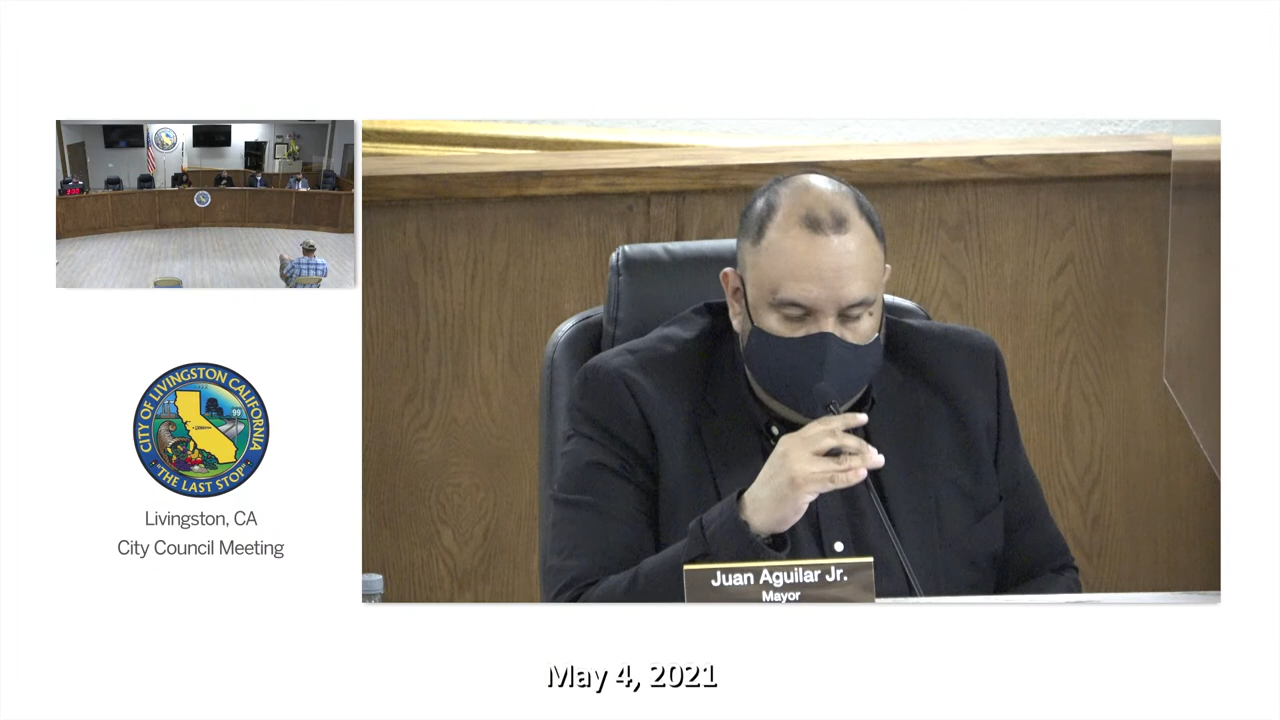 CITY OF LIVINGSTON CALIFORNIA
99
"THE LAST STOP"
Livingston, CA
City Council Meeting
Juan Aguilar Jr.
Mayor
May 4, 2021